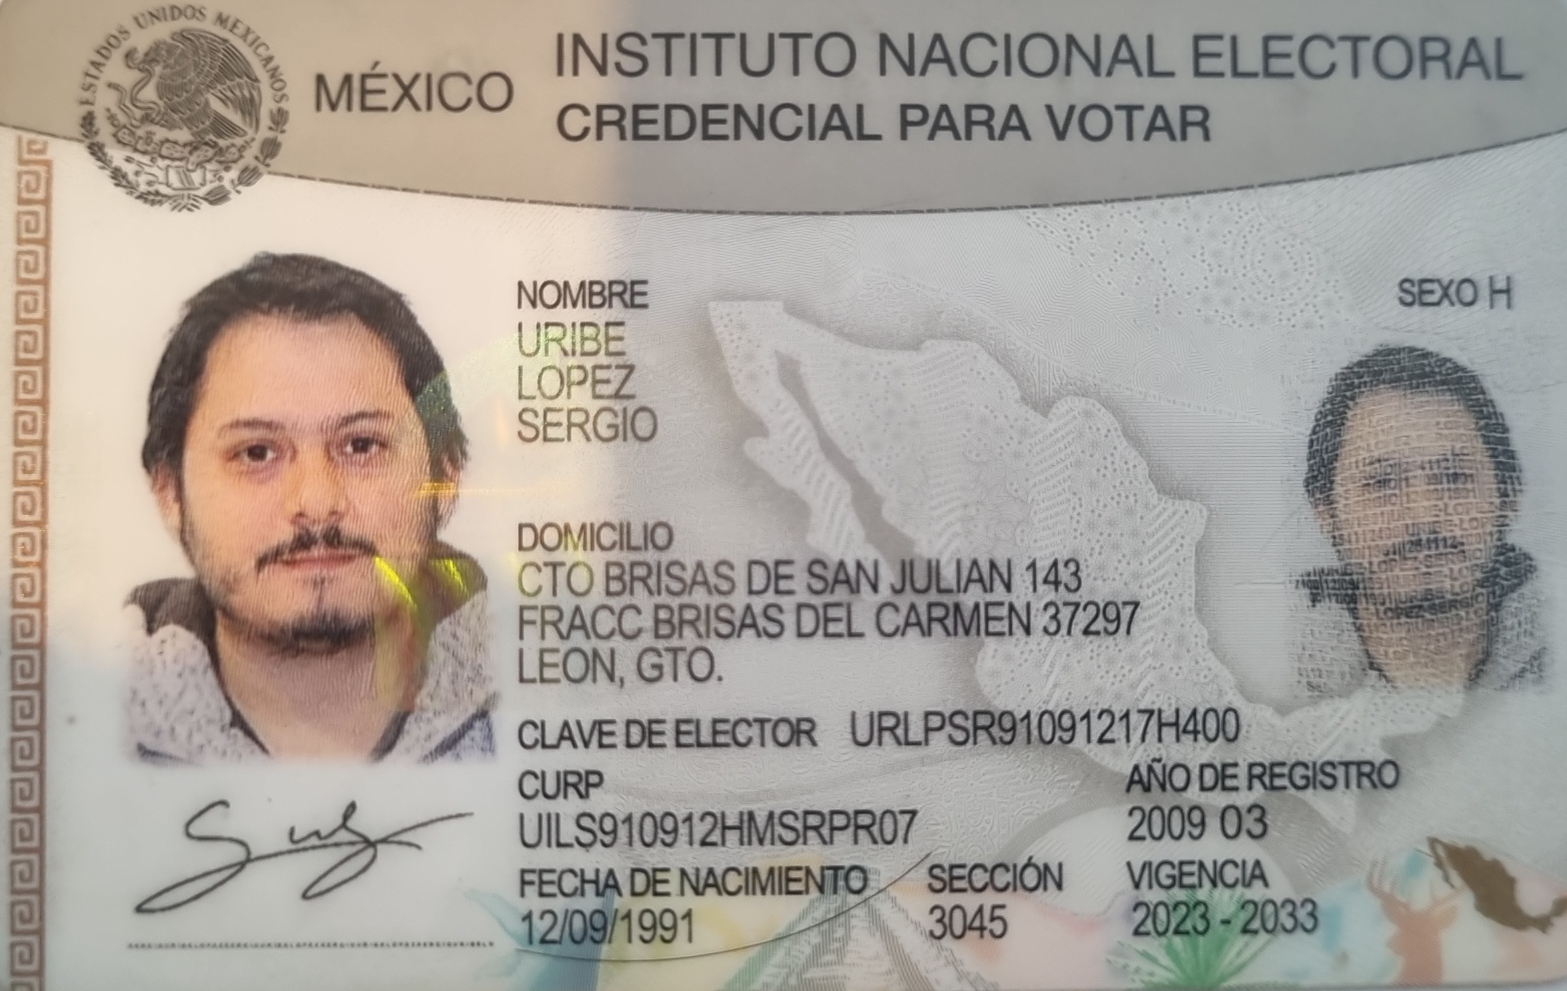 ESTADOS UNIDOS MEXICANOS
MÉXICO
INSTITUTO NACIONAL ELECTORAL
CREDENCIAL PARA VOTAR
NOMBRE
SEXO H
URIBE
LOPEZ
SERGIO
DOMICILIO
CTO BRISAS DE SAN JULIAN 143
FRACC BRISAS DEL CARMEN 37297
LEON, GTO.
CLAVE DE ELECTOR URLPSR91091217H400
CURP
UILS910912HMSRPR07
AÑO DE REGISTRO
2009 03
FECHA DE NACIMIENTO
12/09/1991
SECCIÓN
3045
VIGENCIA
2023 - 2033